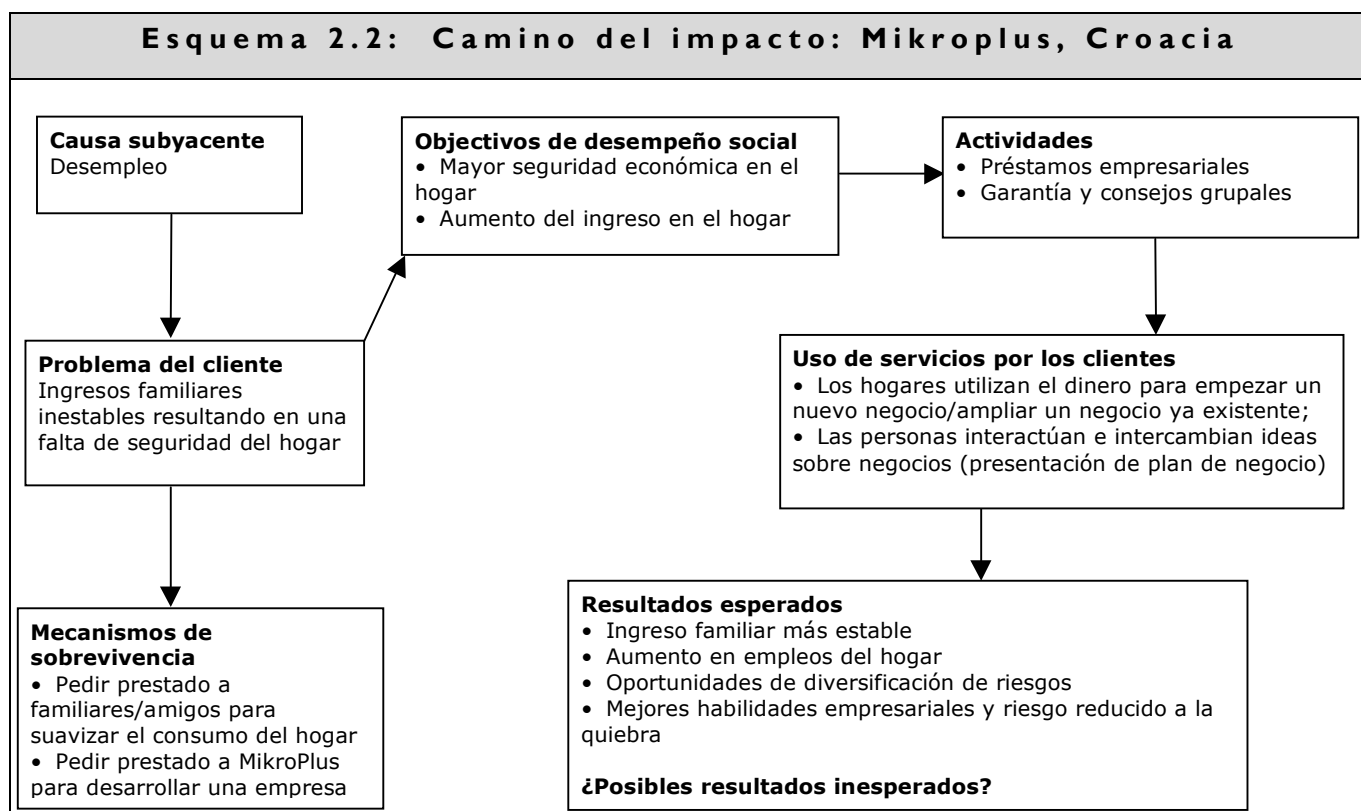 Esquema 2.2: Camino del impacto: Mikroplus, Croacia
Causa subyacente
Desempleo
Problema del cliente
Ingresos familiares
inestables resultando en una
falta de seguridad del hogar
Mecanismos de
sobrevivencia
• Pedir prestado a
familiares/amigos para
suavizar el consumo del hogar
• Pedir prestado a MikroPlus
para desarrollar una empresa
Objectivos de desempeño social
• Mayor seguridad económica en el
hogar
• Aumento del ingreso en el hogar
Actividades
• Préstamos empresariales
• Garantía y consejos grupales
Uso de servicios por los clientes
• Los hogares utilizan el dinero para empezar un
nuevo negocio/ampliar un negocio ya existente;
• Las personas interactúan e intercambian ideas
sobre negocios (presentación de plan de negocio)
Resultados esperados
• Ingreso familiar más estable
• Aumento en empleos del hogar
• Oportunidades de diversificación de riesgos
• Mejores habilidades empresariales y riesgo reducido a la
quiebra
¿Posibles resultados inesperados?